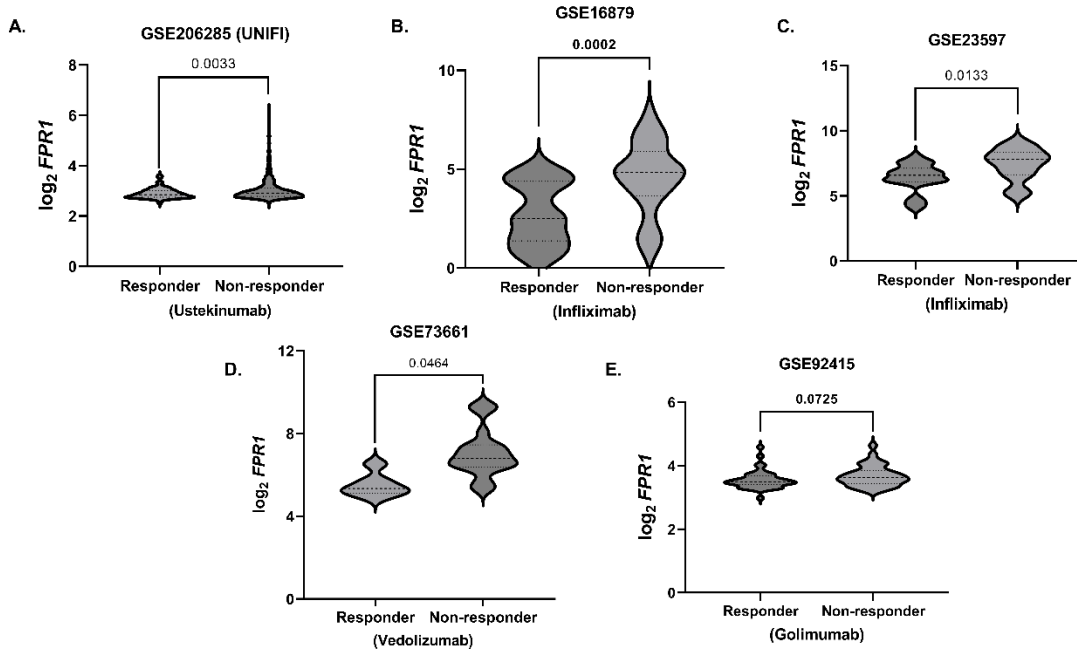 A.
GSE206285 (UNIFI)
0.0033
8
6
4
2
0
log2 FPR1
Responder Non-responder
(Ustekinumab)
B.
GSE16879
0.0002
10
5
0
log2 FPR1
Responder Non-responder
(Infliximab)
C.
GSE23597
0.0133
15
10
5
0
log2 FPR1
Responder Non-responder
(Infliximab)
D.
GSE73661
0.0464
12
8
4
0
log2 FPR1
Responder Non-responder
(Vedolizumab)
E.
GSE92415
0.0725
6
4
2
0
log2 FPR1
Responder Non-responder
(Golimumab)